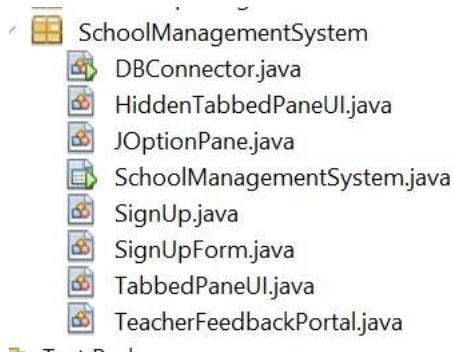 SchoolManagementSystem
DBConnector.java
HiddenTabbedPaneUI.java
JOptionPane.java
SchoolManagementSystem.java
SignUp.java
SignUpForm.java
TabbedPaneUI.java
TeacherFeedbackPortal.java